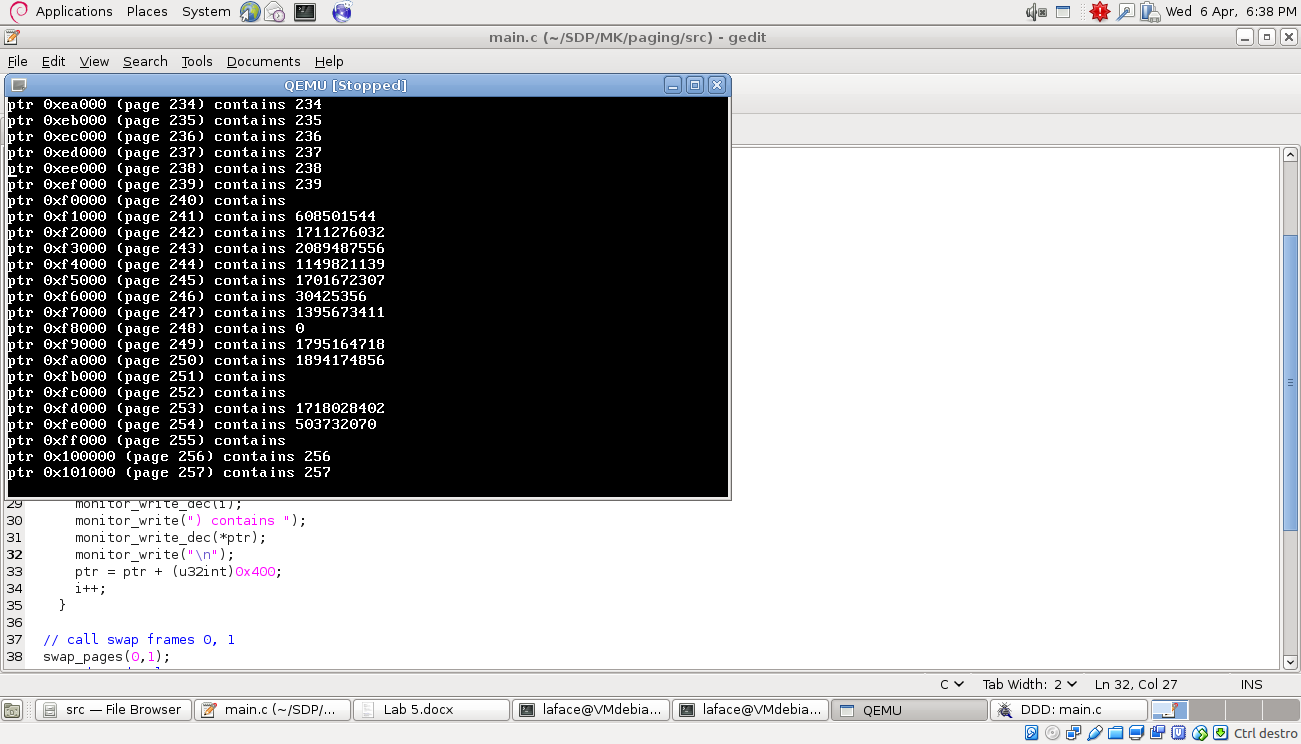 Applications Places System Wed 6 Apr, 6:38 PM
main.c (~/SDP/MK/paging/src) - gedit
File Edit View Search Tools Documents Help
QEMU [Stopped]
ptr 0xea000 (page 234) contains 234
ptr 0xeb000 (page 235) contains 235
ptr 0xec000 (page 236) contains 236
ptr 0xed000 (page 237) contains 237
ptr 0xee000 (page 238) contains 238
ptr 0xef000 (page 239) contains 239
ptr 0xf0000 (page 240) contains
ptr 0xf1000 (page 241) contains 608501544
ptr 0xf2000 (page 242) contains 1711276032
ptr 0xf3000 (page 243) contains 2089487556
ptr 0xf4000 (page 244) contains 1149821139
ptr 0xf5000 (page 245) contains 1701672307
ptr 0xf6000 (page 246) contains 30425356
ptr 0xf7000 (page 247) contains 1395673411
ptr 0xf8000 (page 248) contains 0
ptr 0xf9000 (page 249) contains 1795164718
ptr 0xfa000 (page 250) contains 1894174856
ptr 0xfb000 (page 251) contains
ptr 0xfc000 (page 252) contains
ptr 0xfd000 (page 253) contains 1718028402
ptr 0xfe000 (page 254) contains 503732070
ptr 0xff000 (page 255) contains
ptr 0x100000 (page 256) contains 256
ptr 0x101000 (page 257) contains 257
29 monitor_write_dec(i);
30 monitor_write(") contains ");
31 monitor_write_dec(*ptr);
32 monitor_write("\n");
33 ptr = ptr + (u32int)0x400;
34 i++;
35 }
36
37 // call swap frames 0, 1
38 swap_pages(0,1);
C Tab Width: 2 Ln 32, Col 27 INS
src — File Browser main.c (~/SDP/... Lab 5.docx laface@VMdebia... laface@VMdebia... QEMU DDD: main.c
Ctrl destro